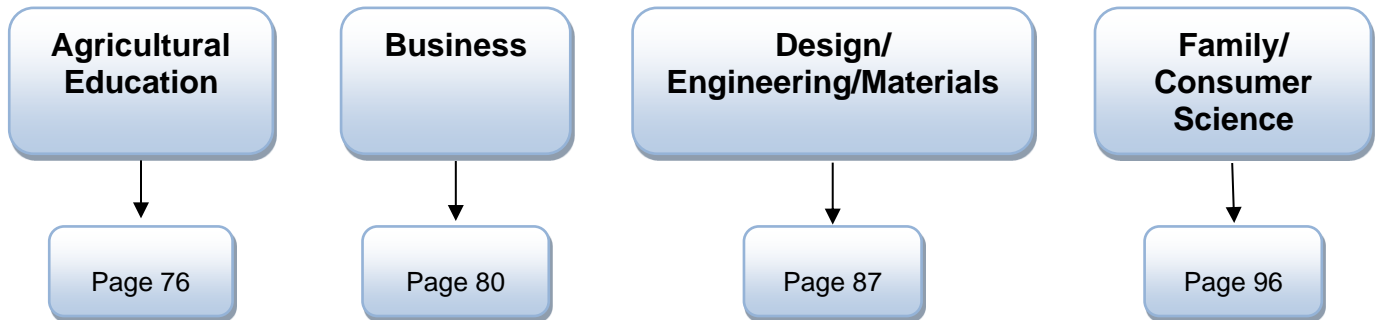 Agricultural
Education
Business
Design/
Engineering/Materials
Family/
Consumer
Science
Page 76
Page 80
Page 87
Page 96